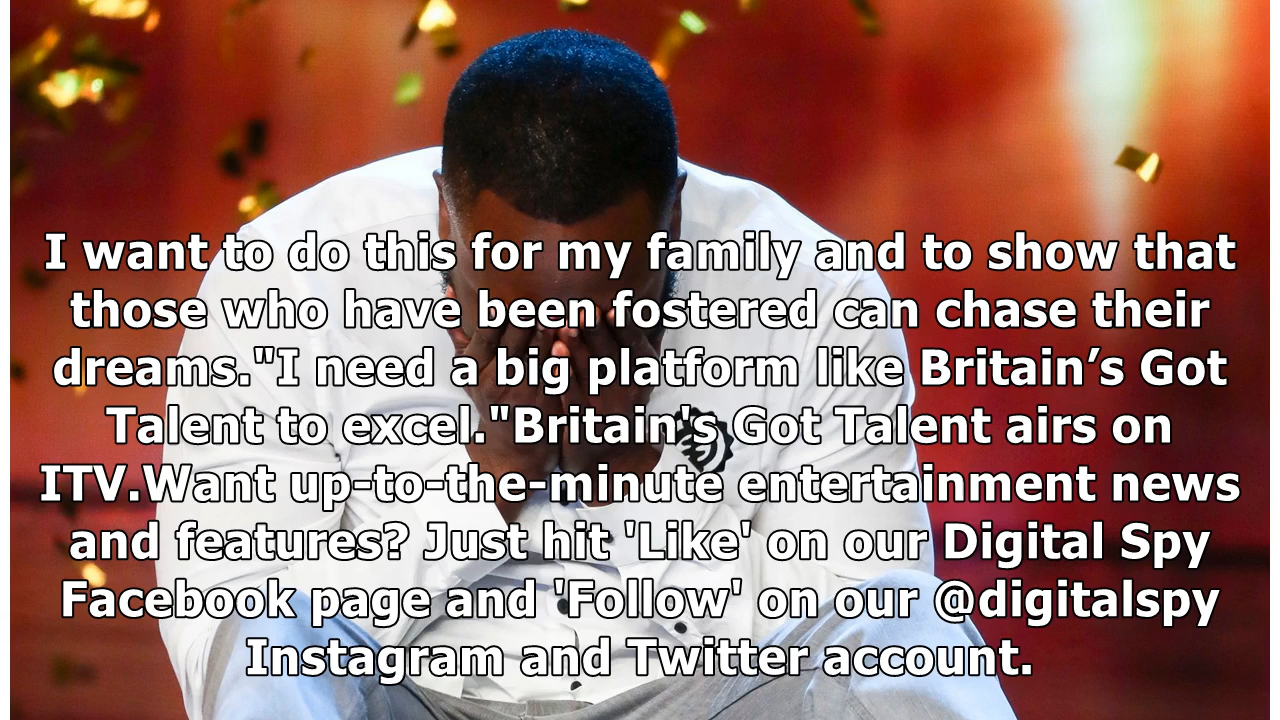 I want to do this for my family and to show that
those who have been fostered can chase their
dreams."I need a big platform like Britain’s Got
Talent to excel."Britain's Got Talent airs on
ITV.Want up-to-the-minute entertainment news
and features? Just hit 'Like' on our Digital Spy
Facebook page and 'Follow' on our @digitalspy
Instagram and Twitter account.